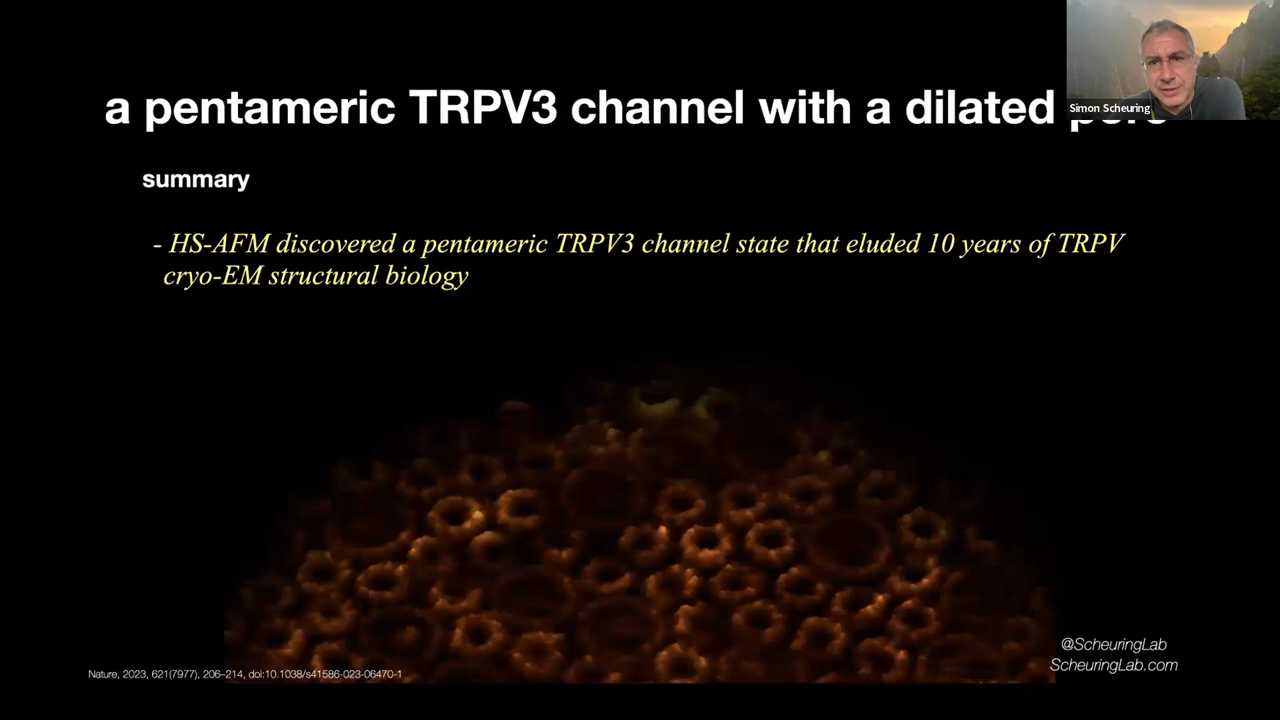 a pentameric TRPV3 channel with a dilated
Simon Scheuring
summary
- HS-AFM discovered a pentameric TRPV3 channel state that eluded 10 years of TRPV
cryo-EM structural biology
@ScheuringLab
ScheuringLab.com
Nature, 2023, 621(7977), 206–214, doi:10.1038/s41586-023-06470-1